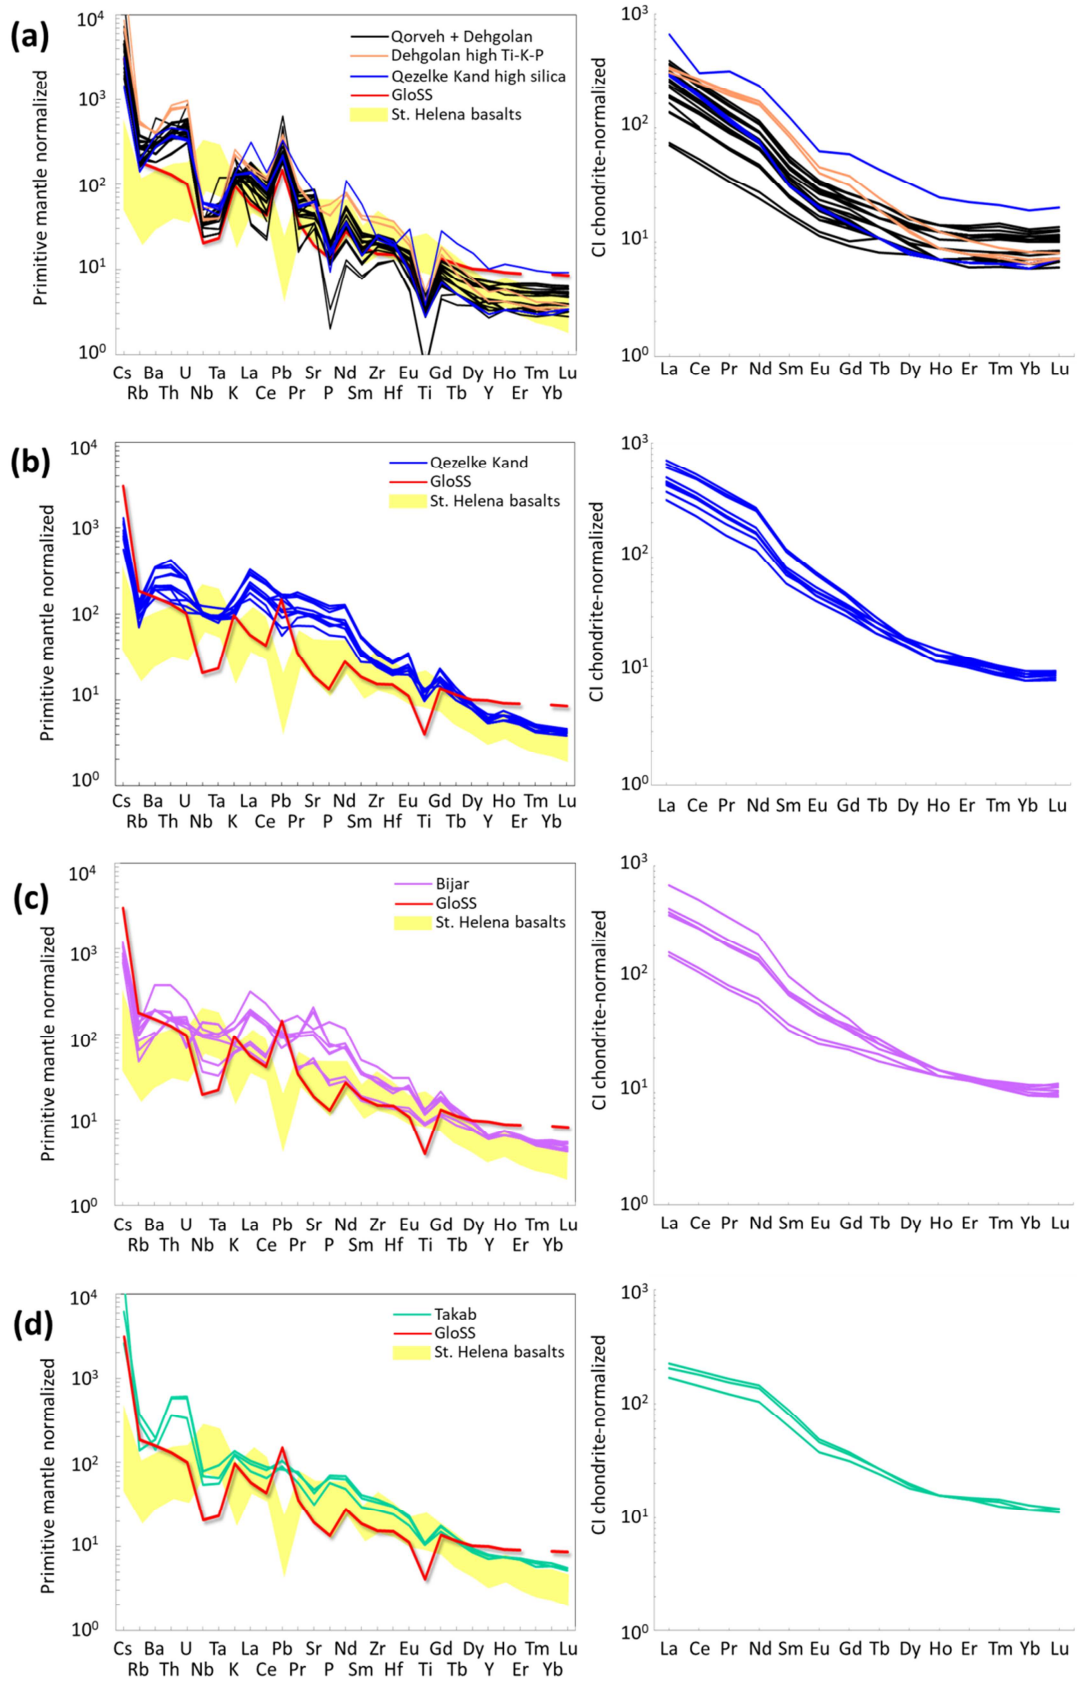 (a)
Primitive mantle normalized
10⁴
10³
10²
10¹
10⁰
Qorveh + Dehgolan
Dehgolan high Ti-K-P
Qezelke Kand high silica
GloSS
St. Helena basalts
Cs Ba U Ta La Pb Sr Nd Zr Eu Gd Dy Ho Tm Lu
Rb Th Nb K Ce Pr P Sm Hf Ti Tb Y Er Yb
CI chondrite-normalized
10³
10²
10¹
10⁰
La Ce Pr Nd Sm Eu Gd Tb Dy Ho Er Tm Yb Lu
(b)
Primitive mantle normalized
10⁴
10³
10²
10¹
10⁰
Qezelke Kand
GloSS
St. Helena basalts
Cs Ba U Ta La Pb Sr Nd Zr Eu Gd Dy Ho Tm Lu
Rb Th Nb K Ce Pr P Sm Hf Ti Tb Y Er Yb
CI chondrite-normalized
10³
10²
10¹
10⁰
La Ce Pr Nd Sm Eu Gd Tb Dy Ho Er Tm Yb Lu
(c)
Primitive mantle normalized
10⁴
10³
10²
10¹
10⁰
Bijar
GloSS
St. Helena basalts
Cs Ba U Ta La Pb Sr Nd Zr Eu Gd Dy Ho Tm Lu
Rb Th Nb K Ce Pr P Sm Hf Ti Tb Y Er Yb
CI chondrite-normalized
10³
10²
10¹
10⁰
La Ce Pr Nd Sm Eu Gd Tb Dy Ho Er Tm Yb Lu
(d)
Primitive mantle normalized
10⁴
10³
10²
10¹
10⁰
Takab
GloSS
St. Helena basalts
Cs Ba U Ta La Pb Sr Nd Zr Eu Gd Dy Ho Tm Lu
Rb Th Nb K Ce Pr P Sm Hf Ti Tb Y Er Yb
CI chondrite-normalized
10³
10²
10¹
10⁰
La Ce Pr Nd Sm Eu Gd Tb Dy Ho Er Tm Yb Lu